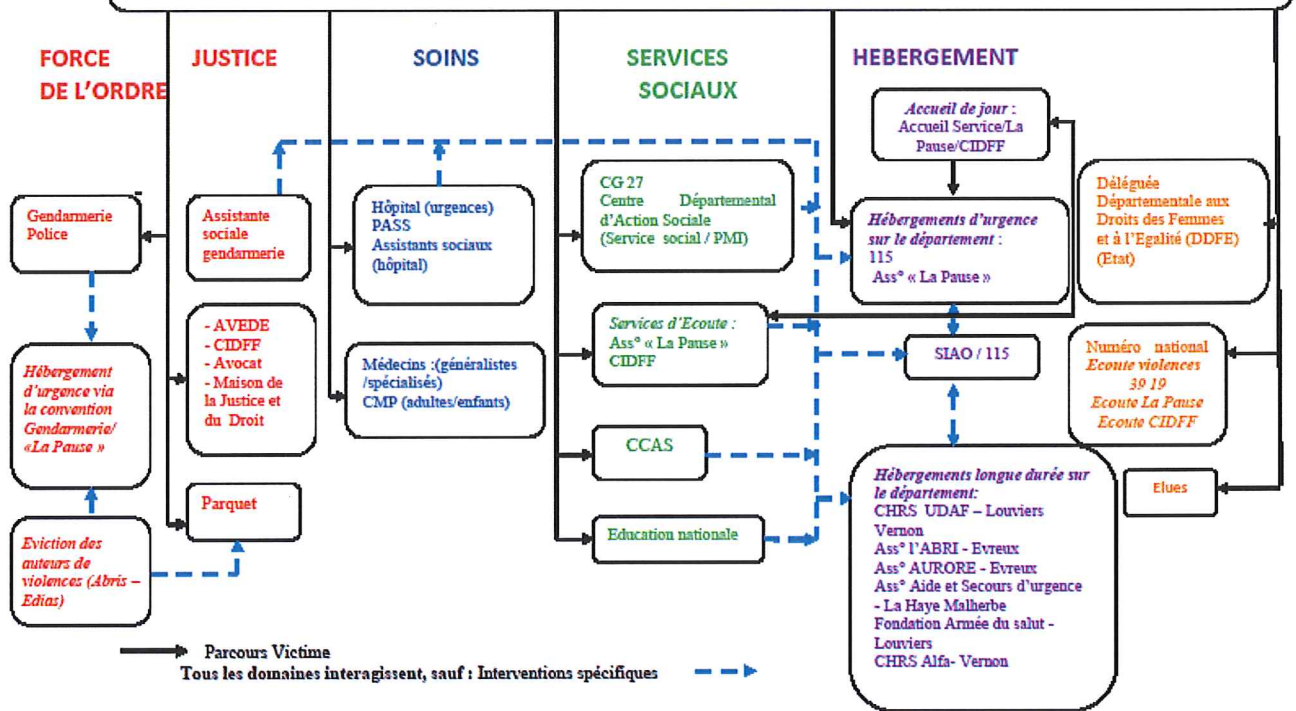 FORCE
DE L'ORDRE
JUSTICE
SOINS
SERVICES
SOCIAUX
HEBERGEMENT
Gendarmerie
Police
Hébergement
d'urgence via
la convention
Gendarmerie/
«La Pause »
Eviction des
auteurs de
violences (Abris –
Edias)
Assistante
sociale
gendarmerie
- AVEDE
- CIDFF
- Avocat
- Maison de
la Justice et
du Droit
Parquet
Hôpital (urgences)
PASS
Assistants sociaux
(hôpital)
Médecins :(généralistes
/spécialisés)
CMP (adultes/enfants)
CG 27
Centre Départemental
d'Action Sociale
(Service social / PMI)
Services d'Ecoute :
Ass° « La Pause »
CIDFF
CCAS
Education nationale
Accueil de jour :
Accueil Service/La
Pause/CIDFF
Hébergements d'urgence
sur le département :
115
Ass° « La Pause »
SIAO / 115
Hébergements longue durée sur
le département:
CHRS UDAF – Louviers
Vernon
Ass° l'ABRI - Evreux
Ass° AURORE - Evreux
Ass° Aide et Secours d'urgence
- La Haye Malherbe
Fondation Armée du salut -
Louviers
CHRS Alfa- Vernon
Déléguée
Départementale aux
Droits des Femmes
et à l'Egalité (DDFE)
(Etat)
Numéro national
Ecoute violences
39 19
Ecoute La Pause
Ecoute CIDFF
Elues
Parcours Victime
Tous les domaines interagissent, sauf : Interventions spécifiques